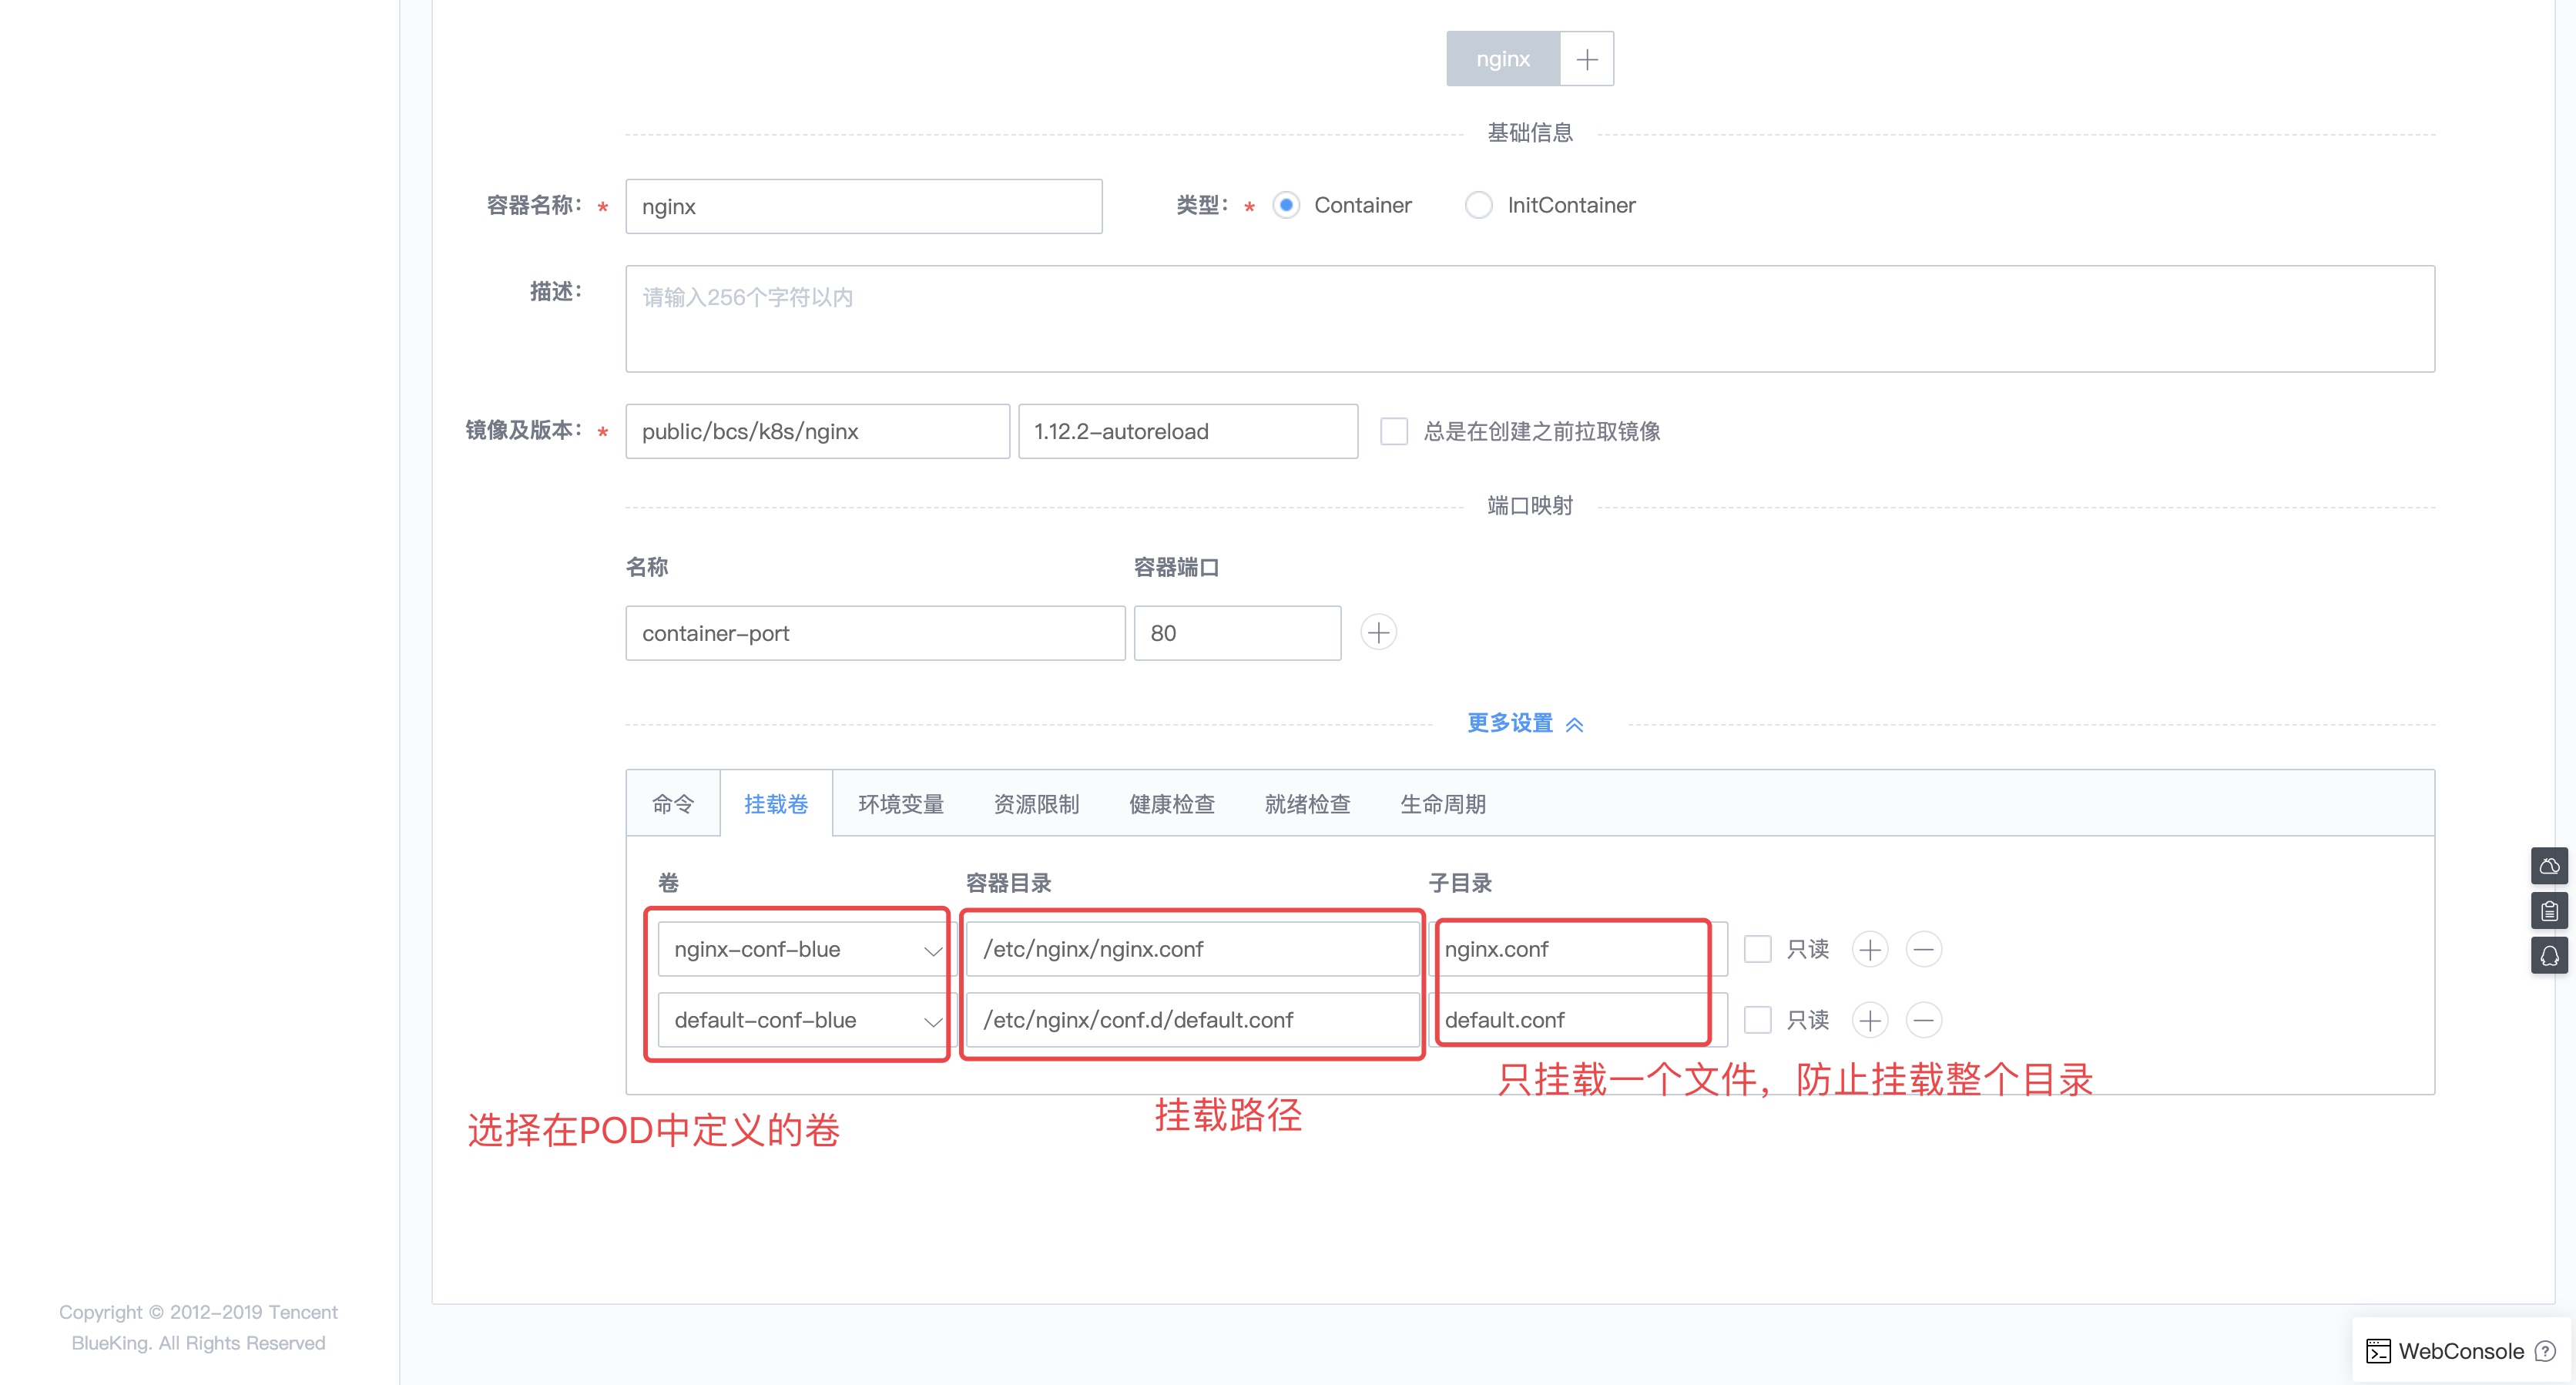 nginx
基础信息
容器名称： * nginx 类型： * Container InitContainer
描述： 请输入256个字符以内
镜像及版本： * public/bcs/k8s/nginx 1.12.2-autoreload 总是在创建之前拉取镜像
端口映射
名称 容器端口
container-port 80
更多设置
命令 挂载卷 环境变量 资源限制 健康检查 就绪检查 生命周期
卷 容器目录 子目录
nginx-conf-blue /etc/nginx/nginx.conf nginx.conf 只读
default-conf-blue /etc/nginx/conf.d/default.conf default.conf 只读
只挂载一个文件，防止挂载整个目录
选择在POD中定义的卷 挂载路径
Copyright © 2012-2019 Tencent
BlueKing. All Rights Reserved
WebConsole